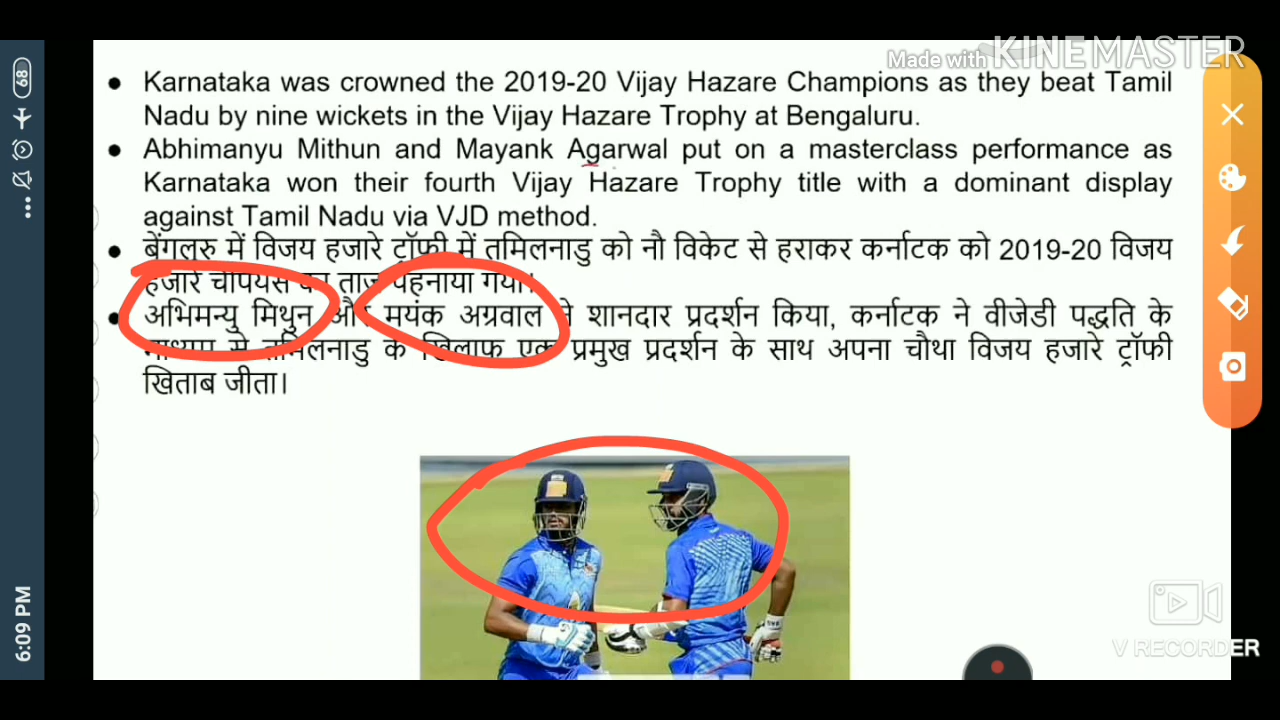 Made with KINEMASTER
Karnataka was crowned the 2019-20 Vijay Hazare Champions as they beat Tamil
Nadu by nine wickets in the Vijay Hazare Trophy at Bengaluru.
Abhimanyu Mithun and Mayank Agarwal put on a masterclass performance as
Karnataka won their fourth Vijay Hazare Trophy title with a dominant display
against Tamil Nadu via VJD method.
बेंगलुरु में विजय हजारे ट्रॉफी में तमिलनाडु को नौ विकेट से हराकर कर्नाटक को 2019-20 विजय
हजारे चैंपियंस का ताज पहनाया गया।
अभिमन्यु मिथुन और मयंक अग्रवाल ने शानदार प्रदर्शन किया, कर्नाटक ने वीजेडी पद्धति के
माध्यम से तमिलनाडु के खिलाफ एक प्रमुख प्रदर्शन के साथ अपना चौथा विजय हजारे ट्रॉफी
खिताब जीता।
68
6:09 PM
V RECORDER